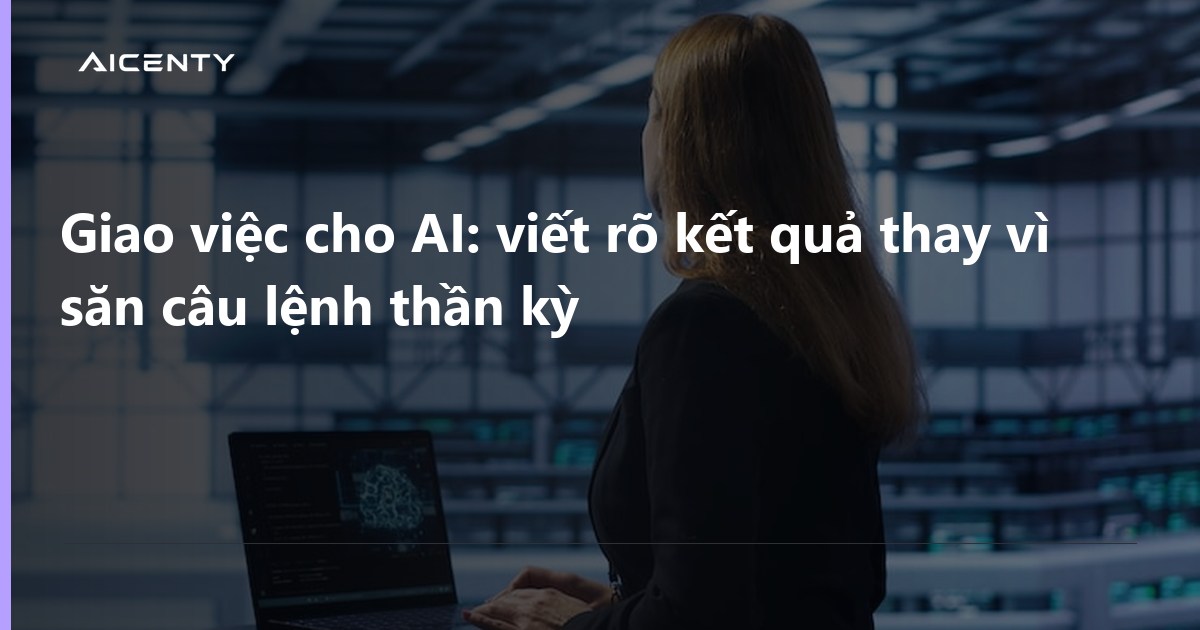 AICENTY
Giao việc cho AI: viết rõ kết quả thay vì
săn câu lệnh thần kỳ